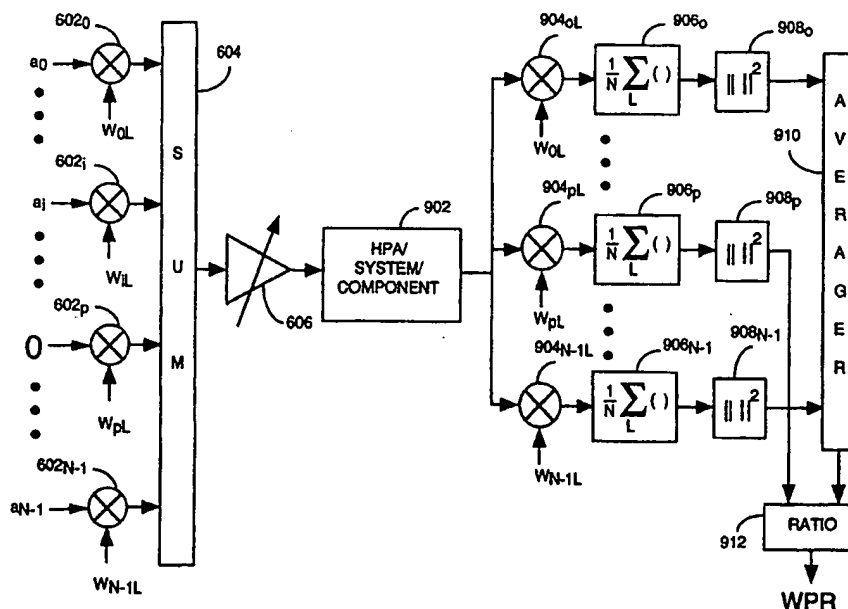 602₀
a₀
W₀L
602ᵢ
aᵢ
WᵢL
602ₚ
0
WₚL
602N-1
aN-1
WN-1L
604
S
U
M
606
902
HPA/
SYSTEM/
COMPONENT
904oL
W₀L
904pL
WₚL
904N-1L
WN-1L
906₀
1/N ∑ ( )
L
906ₚ
1/N ∑ ( )
L
906N-1
1/N ∑ ( )
L
908₀
|| ||²
908ₚ
|| ||²
908N-1
|| ||²
910
A
V
E
R
A
G
E
R
912
RATIO
WPR